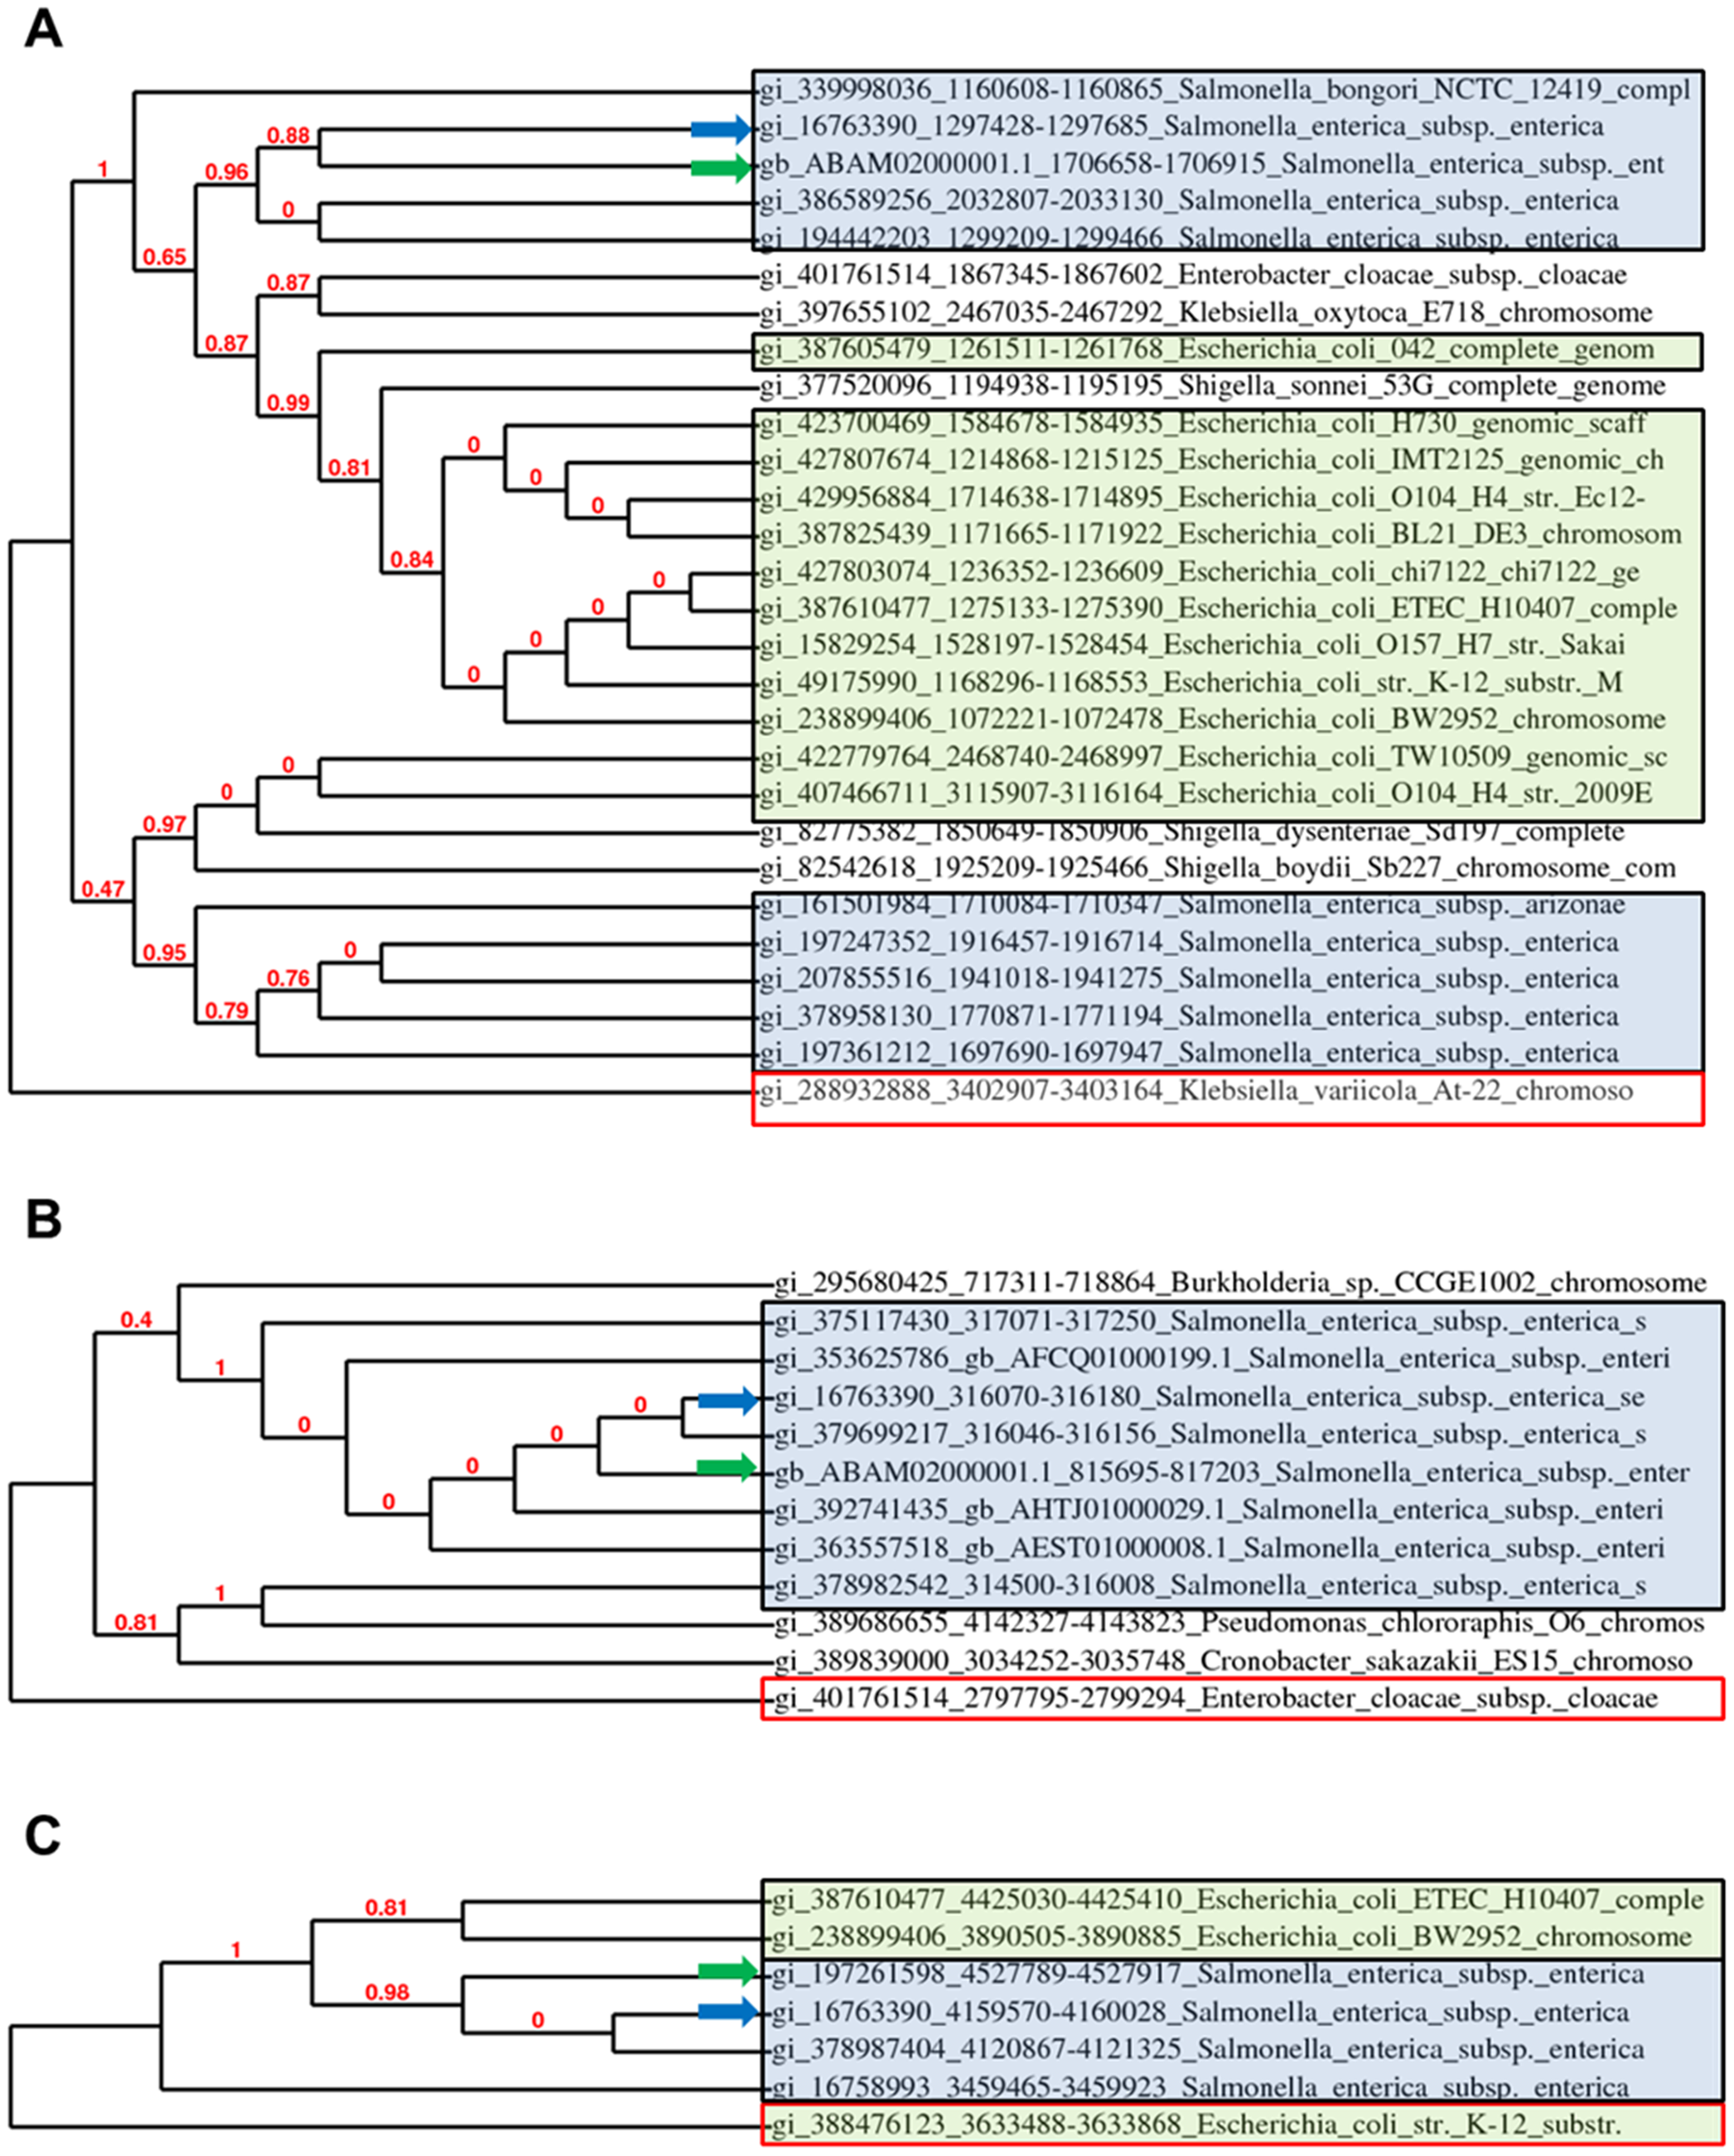 A
gi_339998036_1160608-1160865_Salmonella_bongori_NCTC_12419_compl
0.88
gi_16763390_1297428-1297685_Salmonella_enterica_subsp._enterica
1
0.96
gb_ABAM02000001.1_1706658-1706915_Salmonella_enterica_subsp._ent
0
gi_386589256_2032807-2033130_Salmonella_enterica_subsp._enterica
gi_194442203_1299209-1299466_Salmonella_enterica_subsp._enterica
0.65
0.87
gi_401761514_1867345-1867602_Enterobacter_cloacae_subsp._cloacae
gi_397655102_2467035-2467292_Klebsiella_oxytoca_E718_chromosome
0.87
gi_387605479_1261511-1261768_Escherichia_coli_042_complete_genom
gi_377520096_1194938-1195195_Shigella_sonnei_53G_complete_genome
0.99
gi_423700469_1584678-1584935_Escherichia_coli_H730_genomic_scaff
0
0.81
gi_427807674_1214868-1215125_Escherichia_coli_IMT2125_genomic_ch
0
gi_429956884_1714638-1714895_Escherichia_coli_O104_H4_str._Ec12-
0
gi_387825439_1171665-1171922_Escherichia_coli_BL21_DE3_chromosom
0.84
gi_427803074_1236352-1236609_Escherichia_coli_chi7122_chi7122_ge
0
gi_387610477_1275133-1275390_Escherichia_coli_ETEC_H10407_comple
0
gi_15829254_1528197-1528454_Escherichia_coli_O157_H7_str._Sakai
0
gi_49175990_1168296-1168553_Escherichia_coli_str._K-12_substr._M
0
gi_238899406_1072221-1072478_Escherichia_coli_BW2952_chromosome
gi_422779764_2468740-2468997_Escherichia_coli_TW10509_genomic_sc
0
gi_407466711_3115907-3116164_Escherichia_coli_O104_H4_str._2009E
0
0.97
gi_82775382_1850649-1850906_Shigella_dysenteriae_Sd197_complete
gi_82542618_1925209-1925466_Shigella_boydii_Sb227_chromosome_com
0.47
gi_161501984_1710084-1710347_Salmonella_enterica_subsp._arizonae
gi_197247352_1916457-1916714_Salmonella_enterica_subsp._enterica
0.95
0
gi_207855516_1941018-1941275_Salmonella_enterica_subsp._enterica
0.76
gi_378958130_1770871-1771194_Salmonella_enterica_subsp._enterica
0.79
gi_197361212_1697690-1697947_Salmonella_enterica_subsp._enterica
gi_288932888_3402907-3403164_Klebsiella_variicola_At-22_chromoso
B
gi_295680425_717311-718864_Burkholderia_sp._CCGE1002_chromosome
0.4
gi_375117430_317071-317250_Salmonella_enterica_subsp._enterica_s
1
gi_353625786_gb_AFCQ01000199.1_Salmonella_enterica_subsp._enteri
gi_16763390_316070-316180_Salmonella_enterica_subsp._enterica_se
0
0
gi_379699217_316046-316156_Salmonella_enterica_subsp._enterica_s
0
gb_ABAM02000001.1_815695-817203_Salmonella_enterica_subsp._enter
0
gi_392741435_gb_AHTJ01000029.1_Salmonella_enterica_subsp._enteri
0
gi_363557518_gb_AEST01000008.1_Salmonella_enterica_subsp._enteri
gi_378982542_314500-316008_Salmonella_enterica_subsp._enterica_s
1
gi_389686655_4142327-4143823_Pseudomonas_chlororaphis_O6_chromos
0.81
gi_389839000_3034252-3035748_Cronobacter_sakazakii_ES15_chromoso
gi_401761514_2797795-2799294_Enterobacter_cloacae_subsp._cloacae
C
gi_387610477_4425030-4425410_Escherichia_coli_ETEC_H10407_comple
0.81
gi_238899406_3890505-3890885_Escherichia_coli_BW2952_chromosome
1
gi_197261598_4527789-4527917_Salmonella_enterica_subsp._enterica
0.98
gi_16763390_4159570-4160028_Salmonella_enterica_subsp._enterica
0
gi_378987404_4120867-4121325_Salmonella_enterica_subsp._enterica
gi_16758993_3459465-3459923_Salmonella_enterica_subsp._enterica
gi_388476123_3633488-3633868_Escherichia_coli_str._K-12_substr.